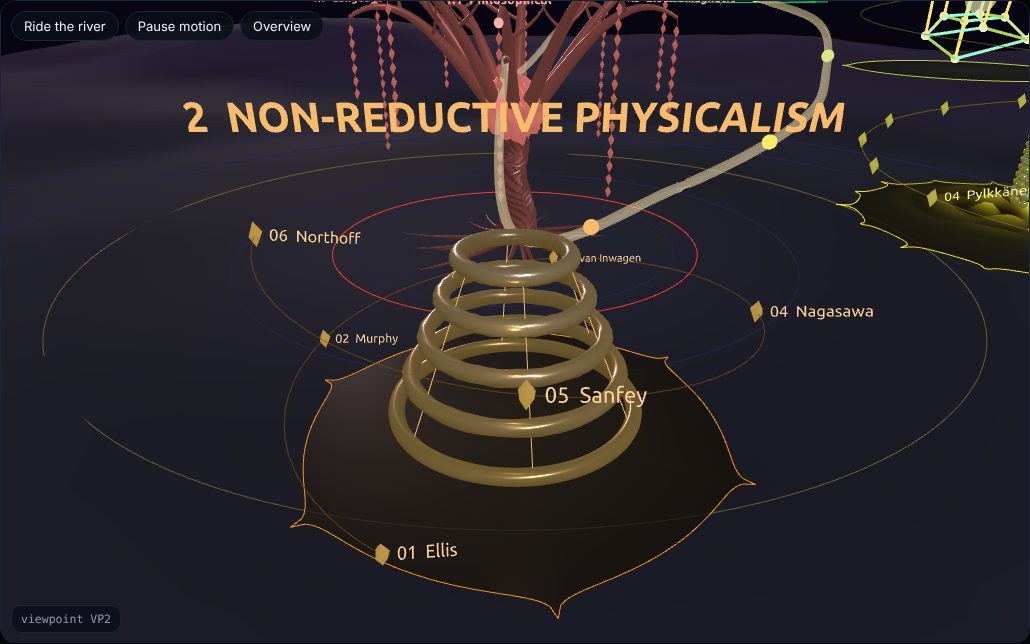 Ride the river
Pause motion
Overview
2 NON-REDUCTIVE PHYSICALISM
04 Pylkkäne
06 Northoff
van Inwagen
04 Nagasawa
02 Murphy
05 Sanfey
01 Ellis
viewpoint VP2